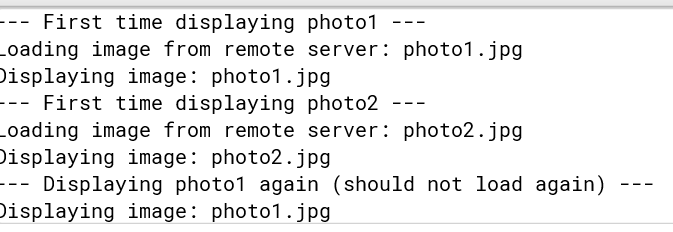 --- First time displaying photo1 ---
Loading image from remote server: photo1.jpg
Displaying image: photo1.jpg
--- First time displaying photo2 ---
Loading image from remote server: photo2.jpg
Displaying image: photo2.jpg
--- Displaying photo1 again (should not load again) ---
Displaying image: photo1.jpg